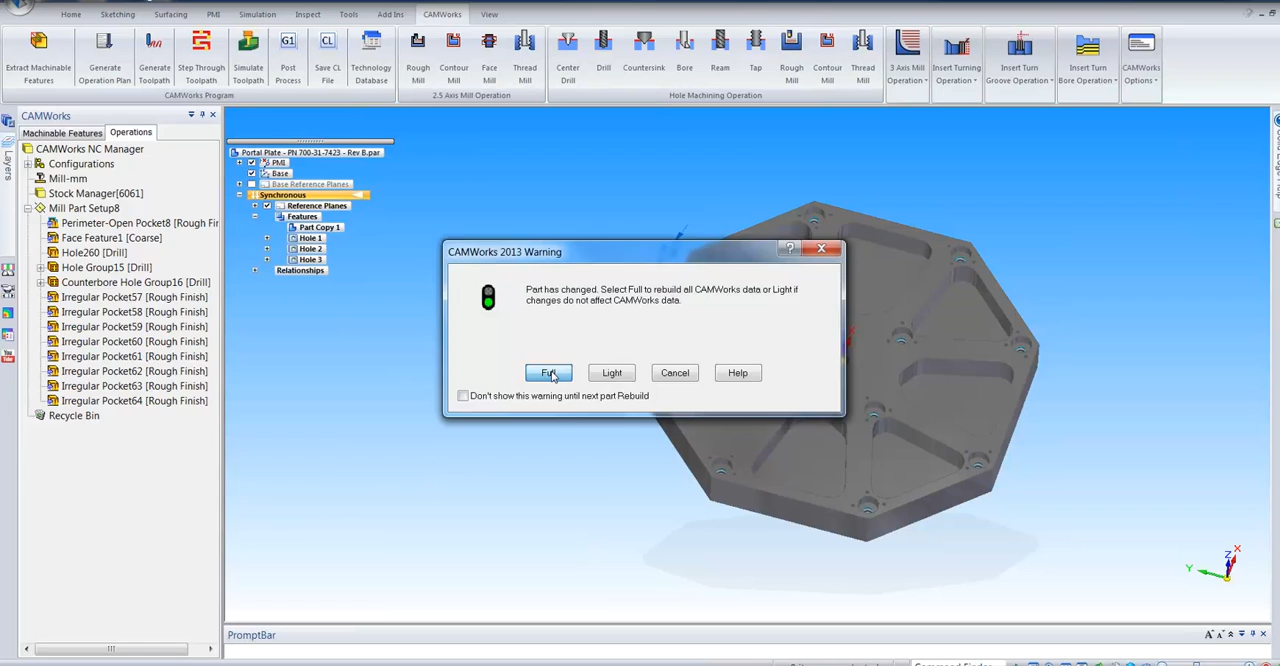 Home Sketching Surfacing PMI Simulation Inspect Tools Add Ins CAMWorks View
Extract Machinable Features
Generate Operation Plan
Generate Toolpath
Step Through Toolpath
Simulate Toolpath
Post Process
Save CL File
Technology Database
Rough Mill
Contour Mill
Face Mill
Thread Mill
Center Drill
Drill
Countersink
Bore
Ream
Tap
Rough Mill
Contour Mill
Thread Mill
3 Axis Mill Operation
Insert Turning Operation
Insert Turn Groove Operation
Insert Turn Bore Operation
CAMWorks Options
CAMWorks Program
2.5 Axis Mill Operation
Hole Machining Operation
CAMWorks
Machinable Features Operations
CAMWorks NC Manager
Configurations
Mill-mm
Stock Manager[6061]
Mill Part Setup8
Perimeter-Open Pocket8 [Rough Fin
Face Feature1 [Coarse]
Hole260 [Drill]
Hole Group15 [Drill]
Counterbore Hole Group16 [Drill]
Irregular Pocket57 [Rough Finish]
Irregular Pocket58 [Rough Finish]
Irregular Pocket59 [Rough Finish]
Irregular Pocket60 [Rough Finish]
Irregular Pocket61 [Rough Finish]
Irregular Pocket62 [Rough Finish]
Irregular Pocket63 [Rough Finish]
Irregular Pocket64 [Rough Finish]
Recycle Bin
Layers
Portal Plate - PN 700-31-7423 - Rev B.par
PMI
Base
Base Reference Planes
Synchronous
Reference Planes
Features
Part Copy 1
Hole 1
Hole 2
Hole 3
Relationships
CAMWorks 2013 Warning
Part has changed. Select Full to rebuild all CAMWorks data or Light if
changes do not affect CAMWorks data.
Full Light Cancel Help
Don't show this warning until next part Rebuild
X
Z
Y
PromptBar